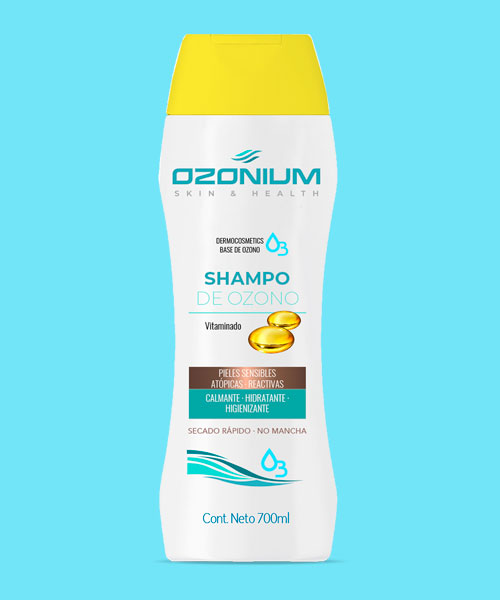 OZONIUM
SKIN & HEALTH
DERMOCOSMETICS
BASE DE OZONO
O3
SHAMPO
DE OZONO
Vitaminado
PIELES SENSIBLES
ATÓPICAS · REACTIVAS
CALMANTE · HIDRATANTE ·
HIGIENIZANTE
SECADO RÁPIDO · NO MANCHA
O3
Cont. Neto 700ml